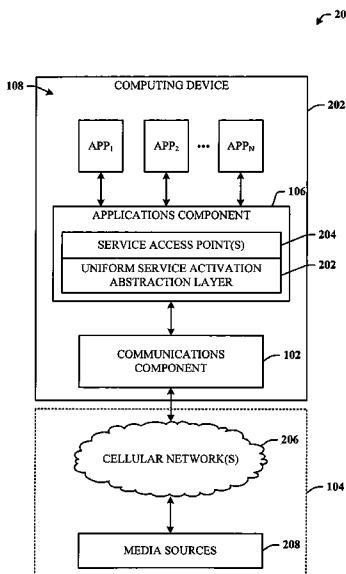 20
108
COMPUTING DEVICE
202
APP1
APP2
•••
APPN
106
APPLICATIONS COMPONENT
SERVICE ACCESS POINT(S)
204
UNIFORM SERVICE ACTIVATION
ABSTRACTION LAYER
202
COMMUNICATIONS
COMPONENT
102
206
CELLULAR NETWORK(S)
104
MEDIA SOURCES
208